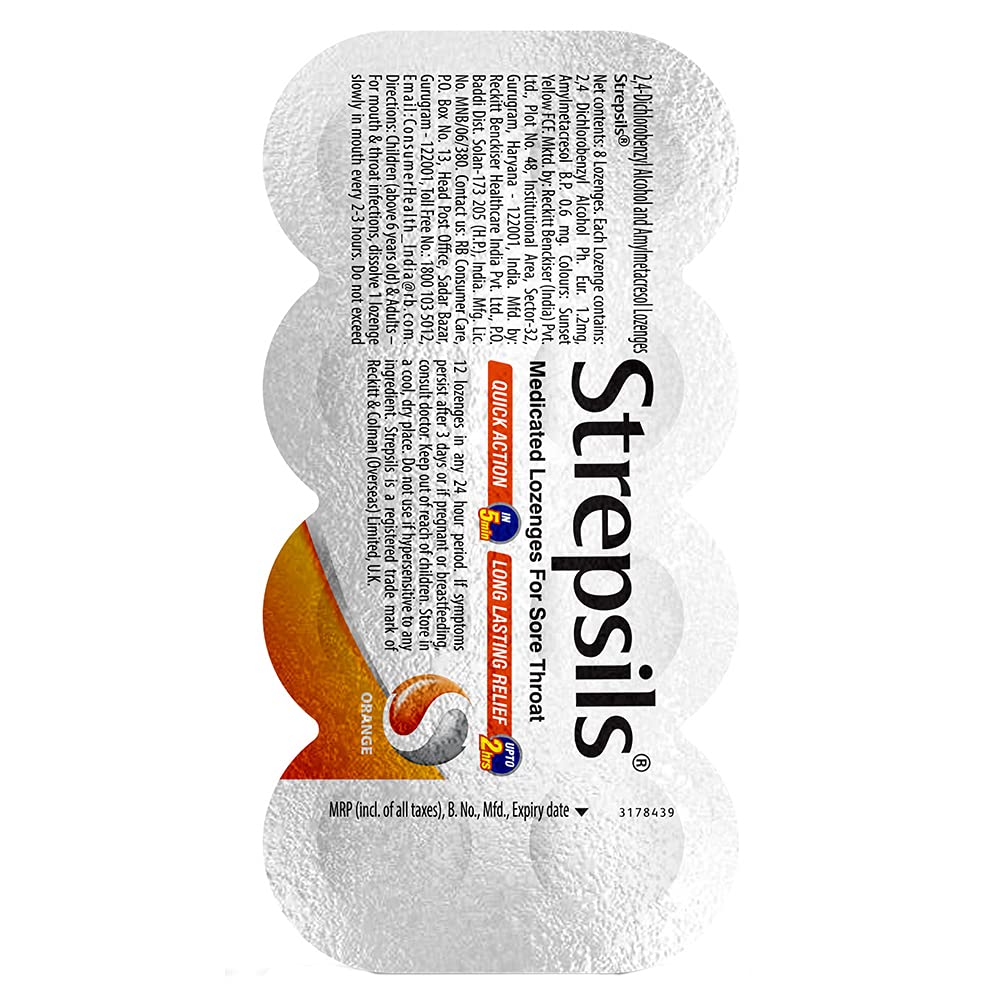 2,4-Dichlorobenzyl Alcohol and Amylmetacresol Lozenges
Strepsils®
Net contents: 8 Lozenges. Each Lozenge contains:
2,4 Dichlorobenzyl Alcohol Ph. Eur. 1.2mg,
Amylmetacresol B.P. 0.6 mg. Colours: Sunset
Yellow FCF. Mktd. by: Reckitt Benckiser (India) Pvt.
Ltd., Plot No. 48, Institutional Area, Sector-32,
Gurugram, Haryana - 122001, India. Mfd. by:
Reckitt Benckiser Healthcare India Pvt. Ltd., P.O.
Baddi Dist. Solan-173 205 (H.P.), India. Mfg. Lic.
No. MNB/06/380. Contact us: RB Consumer Care,
P.O. Box No. 13, Head Post Office, Sadar Bazar,
Gurugram - 122001, Toll Free No.: 1800 103 5012,
Email:ConsumerHealth_India@rb.com.
Directions: Children (above 6 years old) & Adults –
For mouth & throat infections, dissolve 1 lozenge
slowly in mouth every 2-3 hours. Do not exceed
Strepsils®
Medicated Lozenges For Sore Throat
QUICK ACTION IN 5min LONG LASTING RELIEF UPTO 2hrs
12 lozenges in any 24 hour period. If symptoms
persist after 3 days or if pregnant or breastfeeding,
consult doctor. Keep out of reach of children. Store in
a cool, dry place. Do not use if hypersensitive to any
ingredient. Strepsils is a registered trade mark of
Reckitt & Colman (Overseas) Limited, U.K.
ORANGE
MRP (incl. of all taxes), B. No., Mfd., Expiry date ▼
3178439